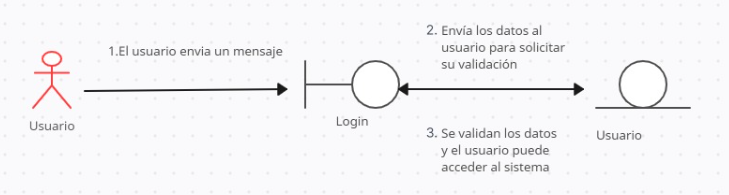 1.El usuario envia un mensaje
Usuario
Login
2. Envía los datos al
usuario para solicitar
su validación
3. Se validan los datos
y el usuario puede
acceder al sistema
Usuario